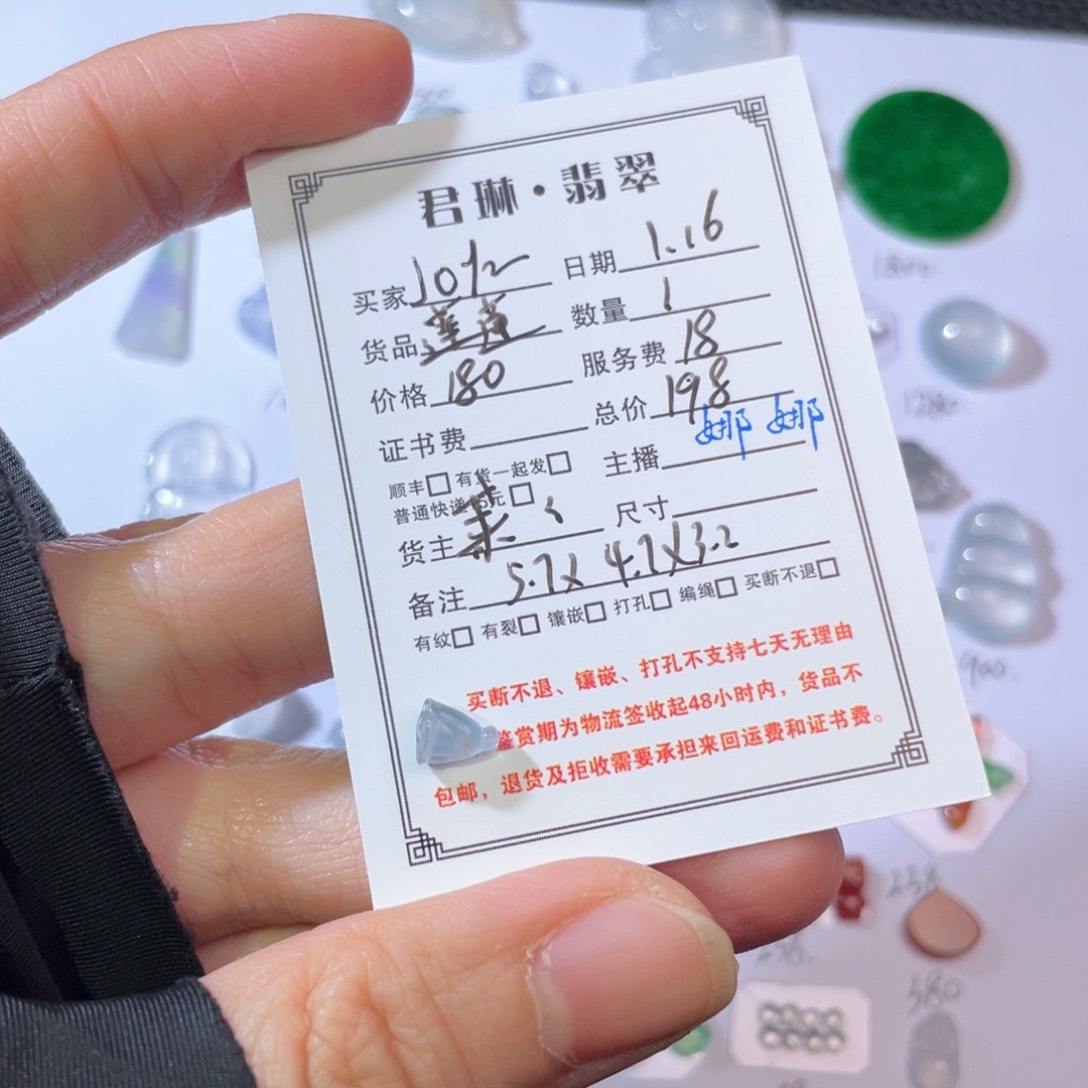 君琳·翡翠
买家 日期 1.16
货品 莲蓬 数量 1
价格 180 服务费 18
总价 198
证书费 主播 娜娜
顺丰□ 有货一起发□
普通快递 元□
货主 尺寸
备注 5.7X 4.7X3.2
有纹□ 有裂□ 镶嵌□ 打孔□ 编绳□ 买断不退□
买断不退、镶嵌、打孔不支持七天无理由
鉴赏期为物流签收起48小时内,货品不
包邮,退货及拒收需要承担来回运费和证书费。
1280.
900.
380